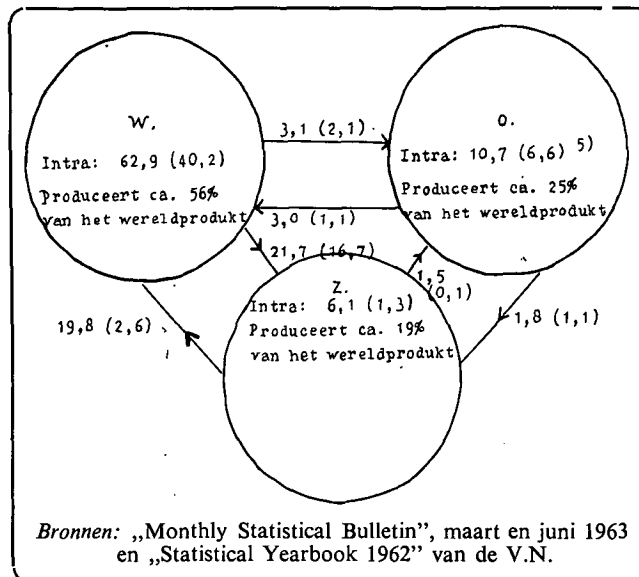 W.
Intra: 62,9 (40,2)
Produceert ca. 56%
van het wereldprodukt
3,1 (2,1)
O.
Intra: 10,7 (6,6) 5)
Produceert ca. 25%
van het wereldprodukt
3,0 (1,1)
21,7 (16,7)
1,5
(0,1)
Z.
Intra: 6,1 (1,3)
Produceert ca. 19%
van het wereldprodukt
19,8 (2,6)
1,8 (1,1)
Bronnen: „Monthly Statistical Bulletin”, maart en juni 1963
en „Statistical Yearbook 1962” van de V.N.